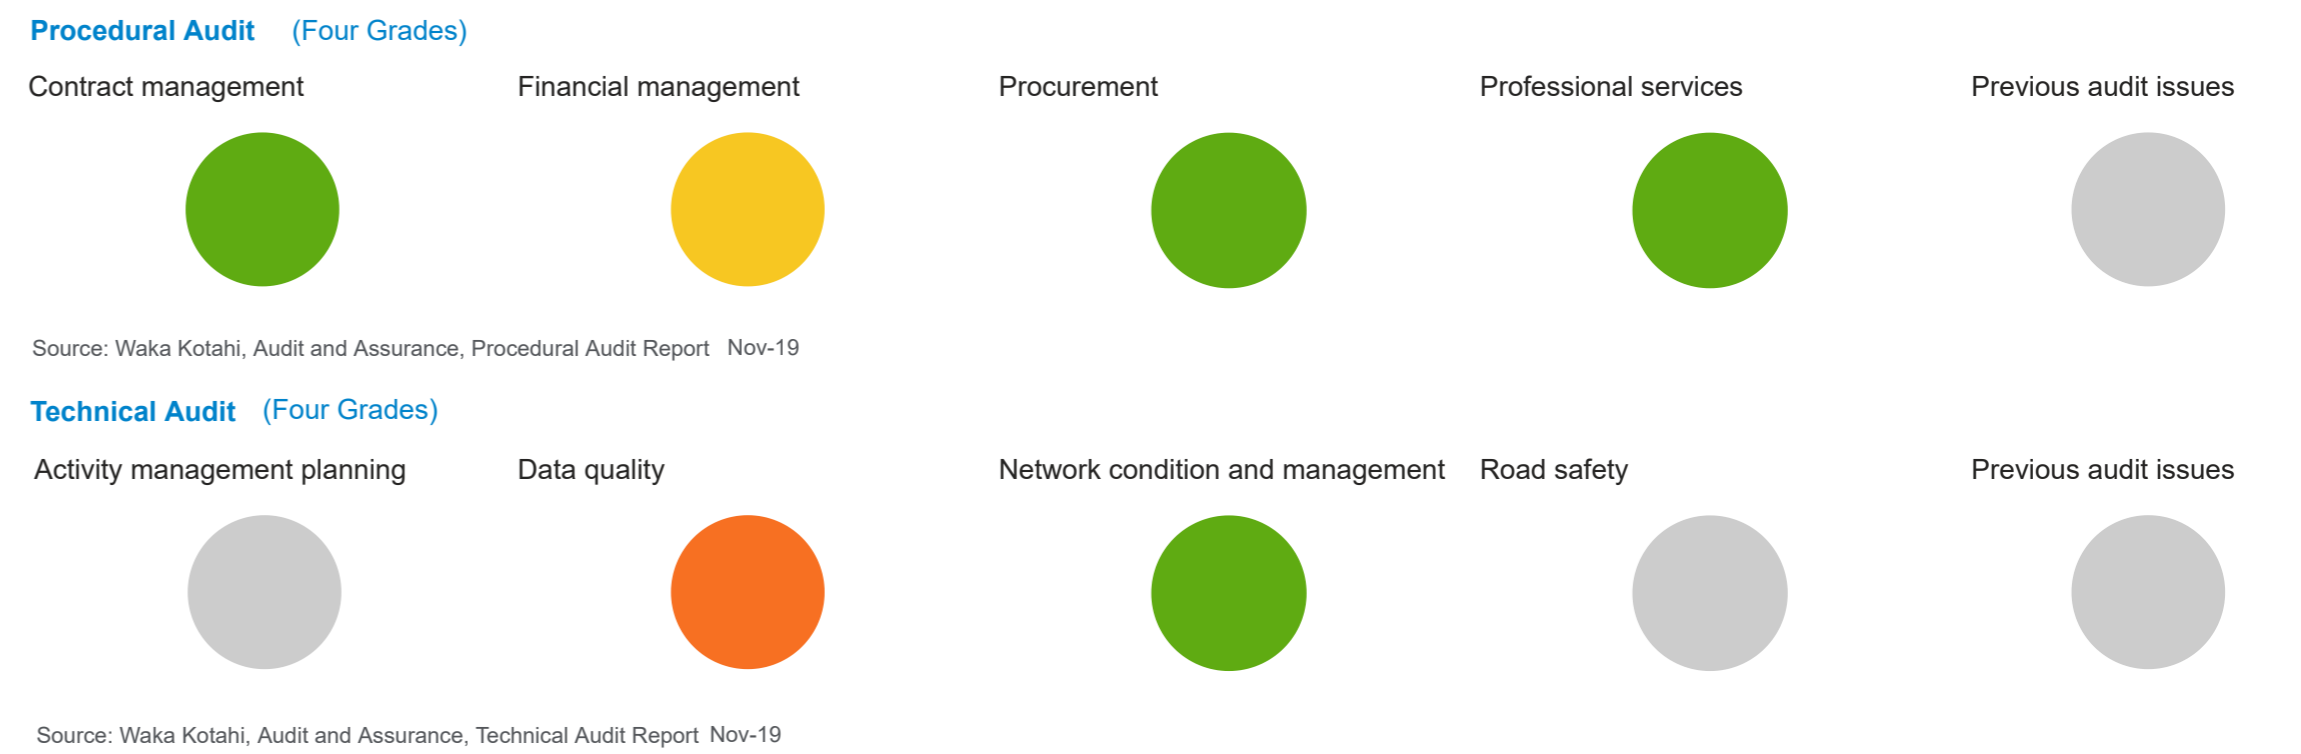 Procedural Audit (Four Grades)
Contract management Financial management Procurement Professional services Previous audit issues
Source: Waka Kotahi, Audit and Assurance, Procedural Audit Report Nov-19
Technical Audit (Four Grades)
Activity management planning Data quality Network condition and management Road safety Previous audit issues
Source: Waka Kotahi, Audit and Assurance, Technical Audit Report Nov-19